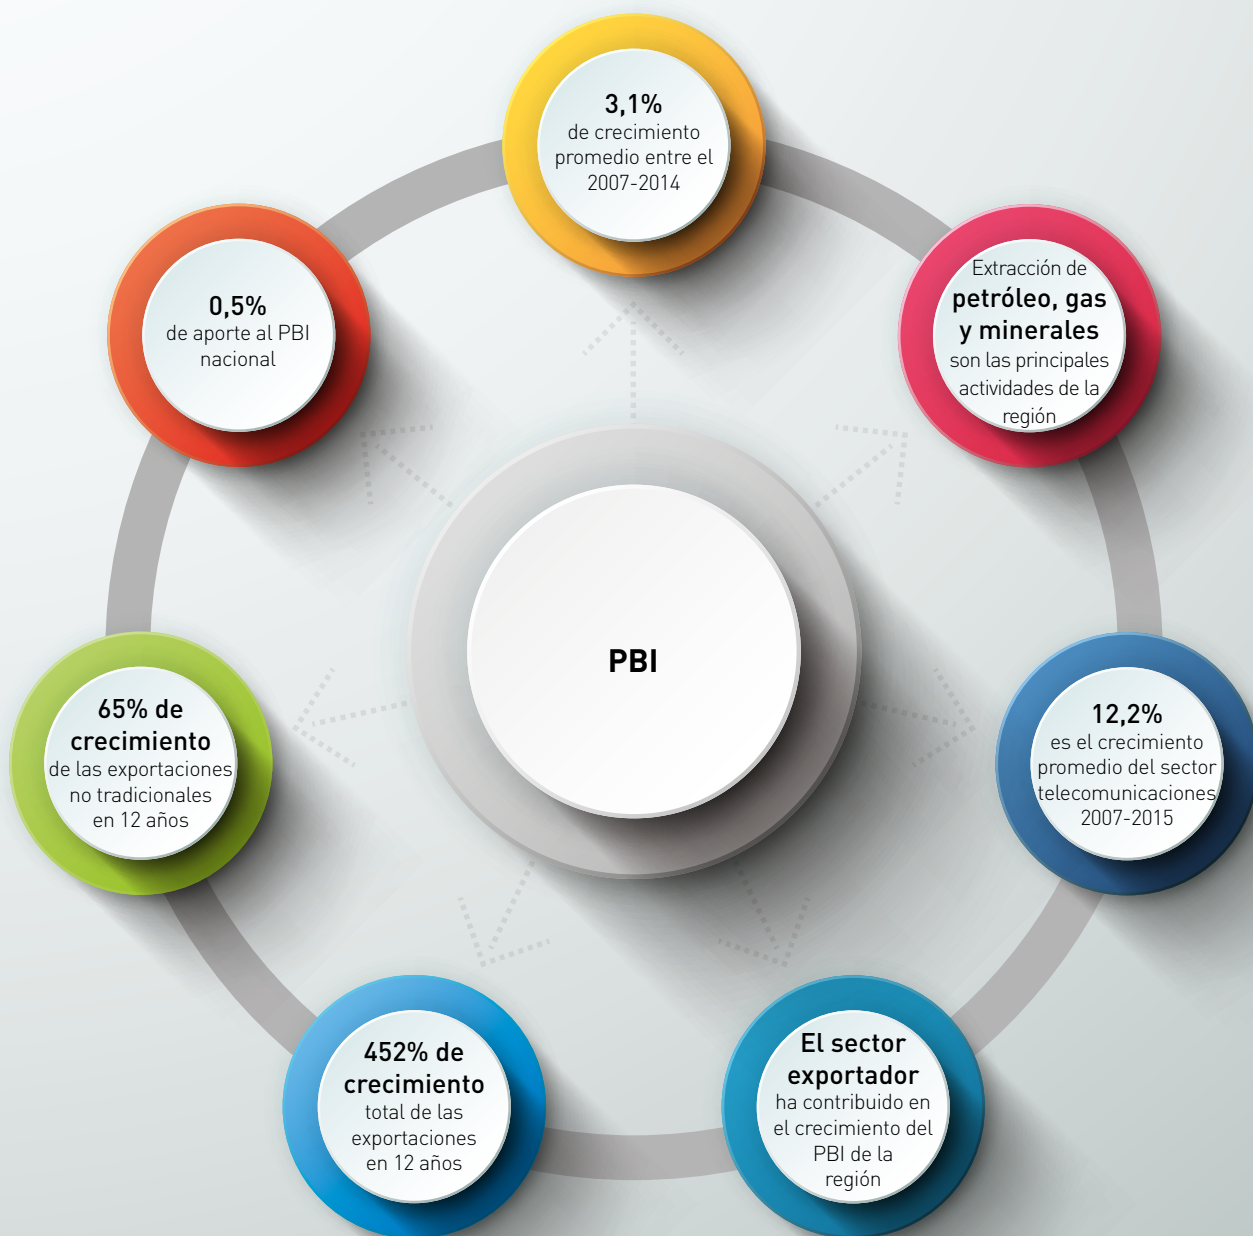 3,1%
de crecimiento
promedio entre el
2007-2014
Extracción de
petróleo, gas
y minerales
son las principales
actividades de la
región
0,5%
de aporte al PBI
nacional
PBI
12,2%
es el crecimiento
promedio del sector
telecomunicaciones
2007-2015
65% de
crecimiento
de las exportaciones
no tradicionales
en 12 años
El sector
exportador
ha contribuido en
el crecimiento del
PBI de la
región
452% de
crecimiento
total de las
exportaciones
en 12 años